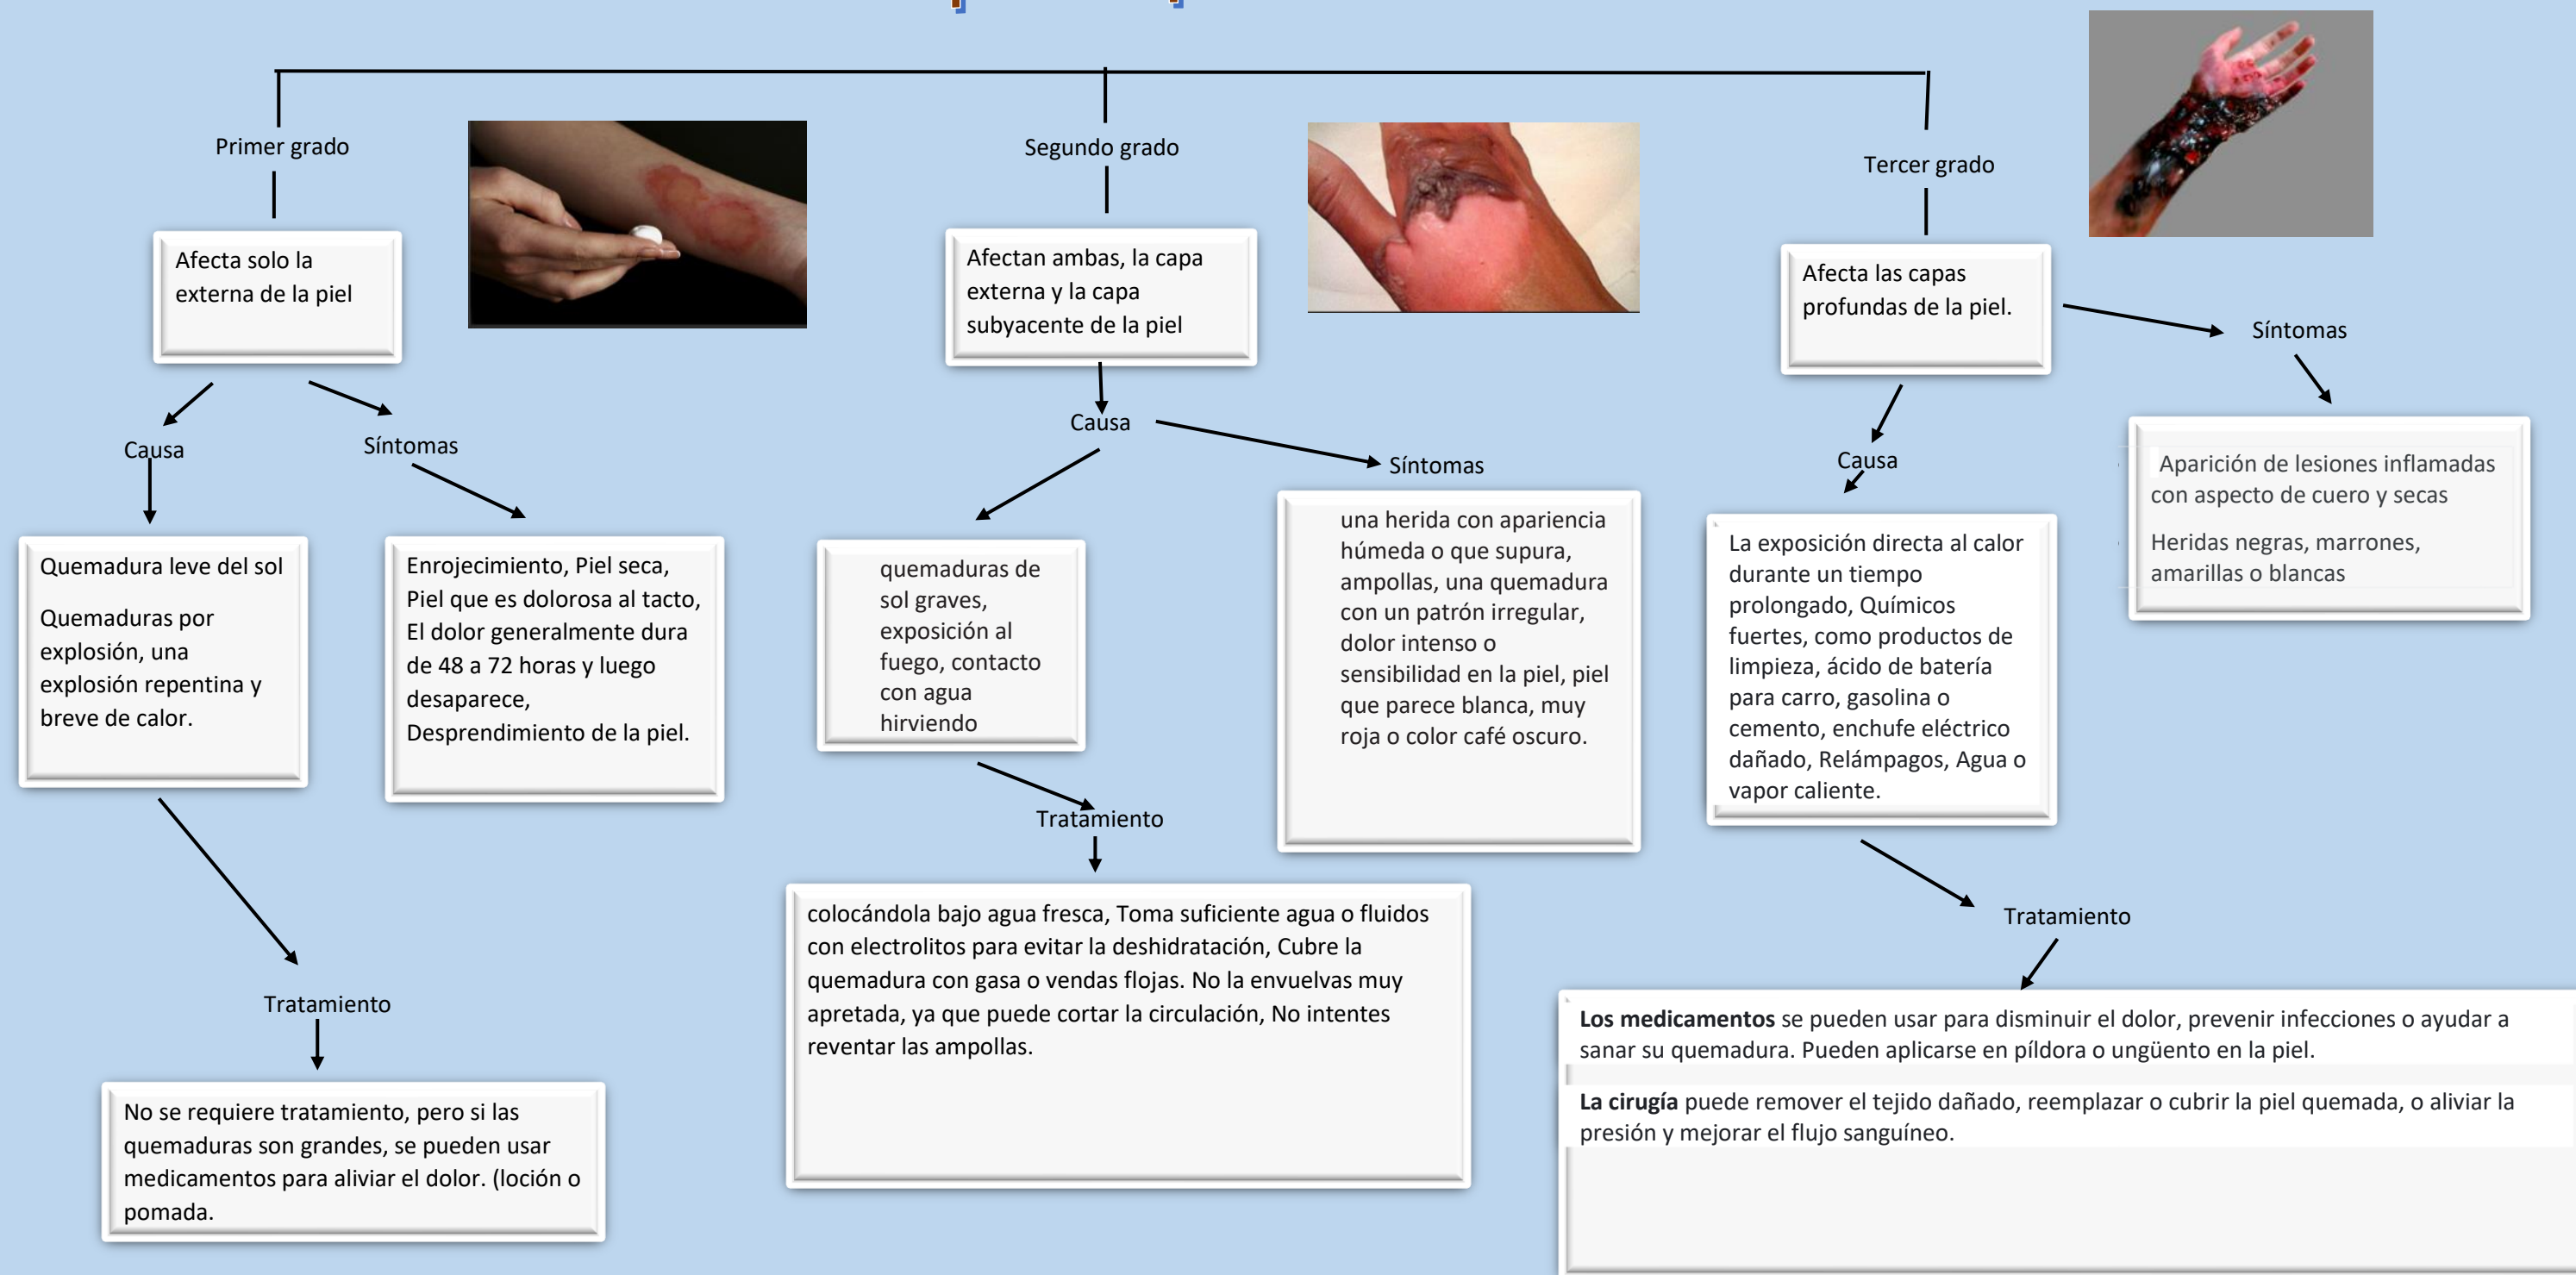 Primer grado
Afecta solo la
externa de la piel
Causa
Quemadura leve del sol
Quemaduras por
explosión, una
explosión repentina y
breve de calor.
Síntomas
Enrojecimiento, Piel seca,
Piel que es dolorosa al tacto,
El dolor generalmente dura
de 48 a 72 horas y luego
desaparece,
Desprendimiento de la piel.
Tratamiento
No se requiere tratamiento, pero si las
quemaduras son grandes, se pueden usar
medicamentos para aliviar el dolor. (loción o
pomada.
Segundo grado
Afectan ambas, la capa
externa y la capa
subyacente de la piel
Causa
quemaduras de
sol graves,
exposición al
fuego, contacto
con agua
hirviendo
Síntomas
una herida con apariencia
húmeda o que supura,
ampollas, una quemadura
con un patrón irregular,
dolor intenso o
sensibilidad en la piel, piel
que parece blanca, muy
roja o color café oscuro.
Tratamiento
colocándola bajo agua fresca, Toma suficiente agua o fluidos
con electrolitos para evitar la deshidratación, Cubre la
quemadura con gasa o vendas flojas. No la envuelvas muy
apretada, ya que puede cortar la circulación, No intentes
reventar las ampollas.
Tercer grado
Afecta las capas
profundas de la piel.
Síntomas
Aparición de lesiones inflamadas
con aspecto de cuero y secas
Heridas negras, marrones,
amarillas o blancas
Causa
La exposición directa al calor
durante un tiempo
prolongado, Químicos
fuertes, como productos de
limpieza, ácido de batería
para carro, gasolina o
cemento, enchufe eléctrico
dañado, Relámpagos, Agua o
vapor caliente.
Tratamiento
Los medicamentos se pueden usar para disminuir el dolor, prevenir infecciones o ayudar a
sanar su quemadura. Pueden aplicarse en píldora o ungüento en la piel.
La cirugía puede remover el tejido dañado, reemplazar o cubrir la piel quemada, o aliviar la
presión y mejorar el flujo sanguíneo.